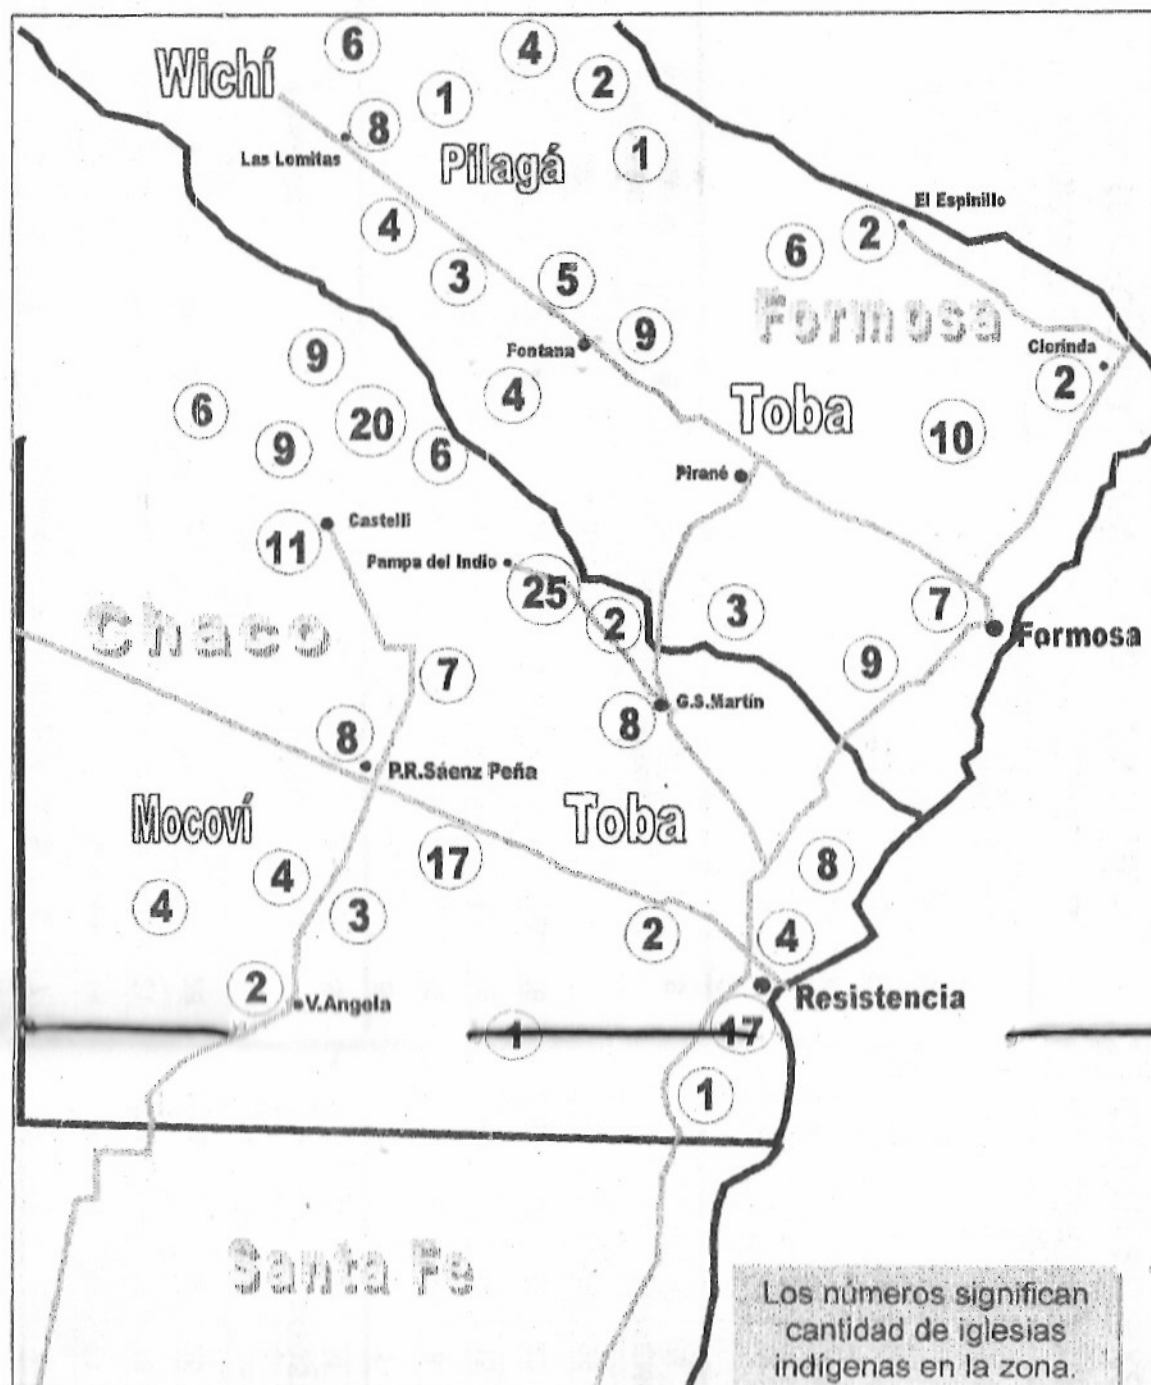 6
4
2
Wichí
1
8
Las Lomitas
Pilagá
1
El Espinillo
4
2
6
3
5
Formosa
9
Fontana
Clorinda
9
2
4
6
20
Toba
10
9
6
Pirané
Castelli
11
Pampa del Indio
25
2
3
7
Chaco
Formosa
7
9
G.S.Martín
8
8
P.R.Sáenz Peña
Mocoví
Toba
17
8
4
4
3
2
4
2
V.Angela
Resistencia
1
17
1
Santa Fe
Los números significan
cantidad de iglesias
indígenas en la zona.